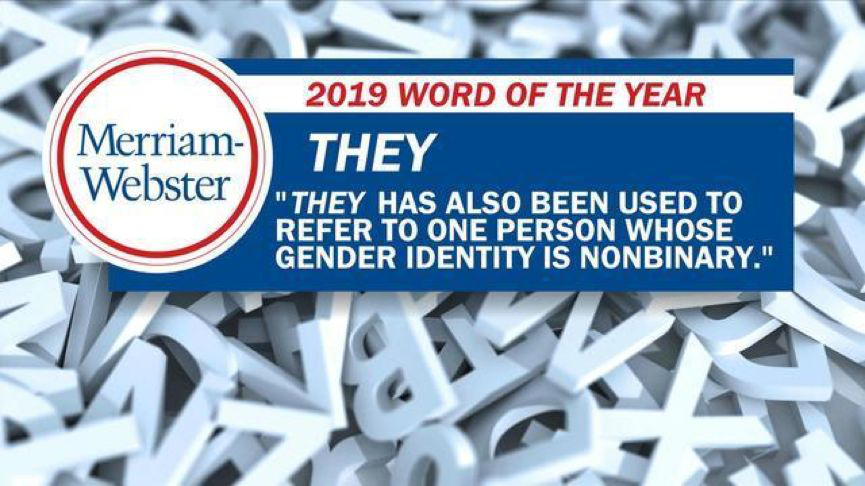 Merriam-
Webster
2019 WORD OF THE YEAR
THEY
"THEY HAS ALSO BEEN USED TO
REFER TO ONE PERSON WHOSE
GENDER IDENTITY IS NONBINARY."